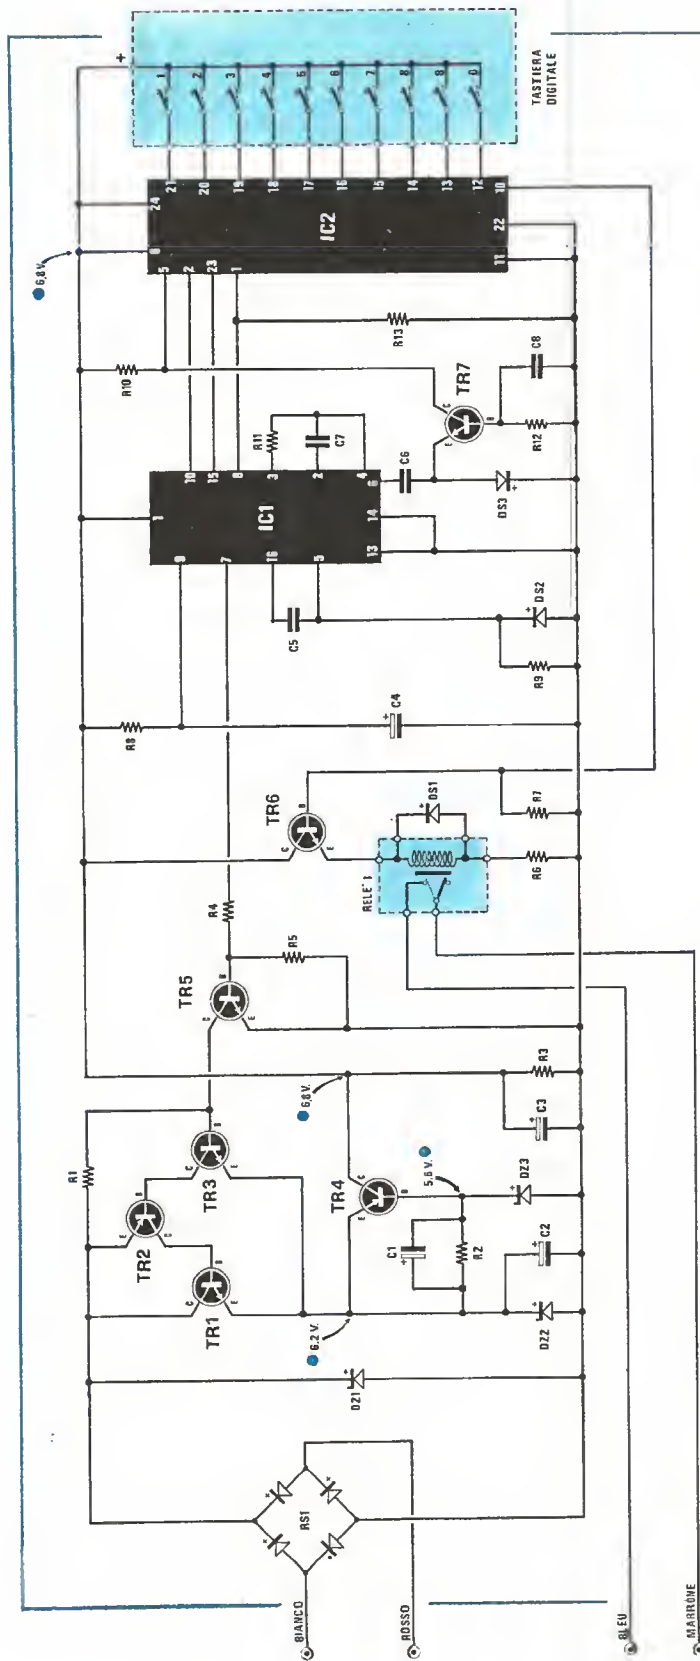 BIANCO
ROSSO
BLEU
MARRONE
RS1
DZ1
TR1
C
B
E
TR2
B
E
C
R1
TR3
C
B
E
6,2 V.
TR4
E
C
B
C1
R2
5,6 V.
DZ2
C2
DZ3
6,8 V.
C3
R3
TR5
C
B
E
R4
R5
TR6
C
B
E
RELE'1
DS1
R6
R7
R8
C4
C5
R9
DS2
IC1
1
9
7
16
5
13
14
10
15
8
3
2
4
6
R11
C7
C6
DS3
R10
TR7
C
E
B
R12
C8
R13
6,8 V.
IC2
24
5
2
23
1
11
22
10
21
20
19
18
17
16
15
14
13
12
+
1
2
3
4
5
6
7
8
0
TASTIERA
DIGITALE